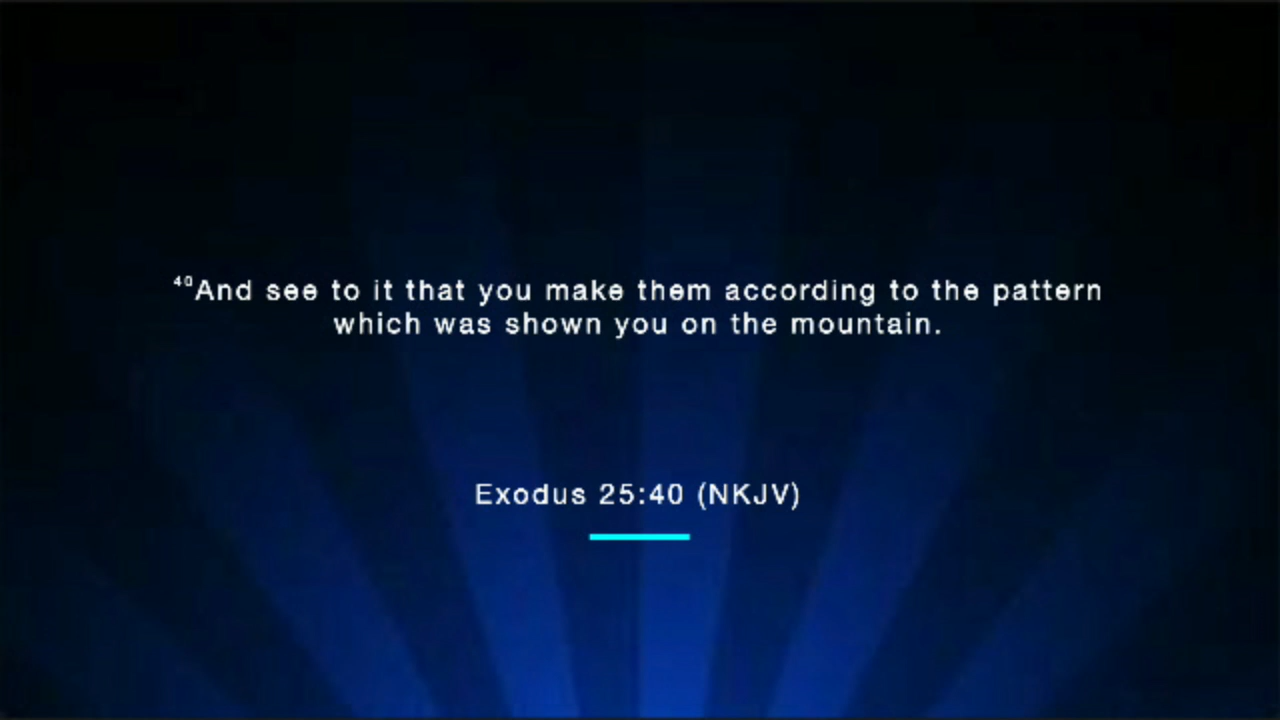 ⁴⁰And see to it that you make them according to the pattern
which was shown you on the mountain.
Exodus 25:40 (NKJV)